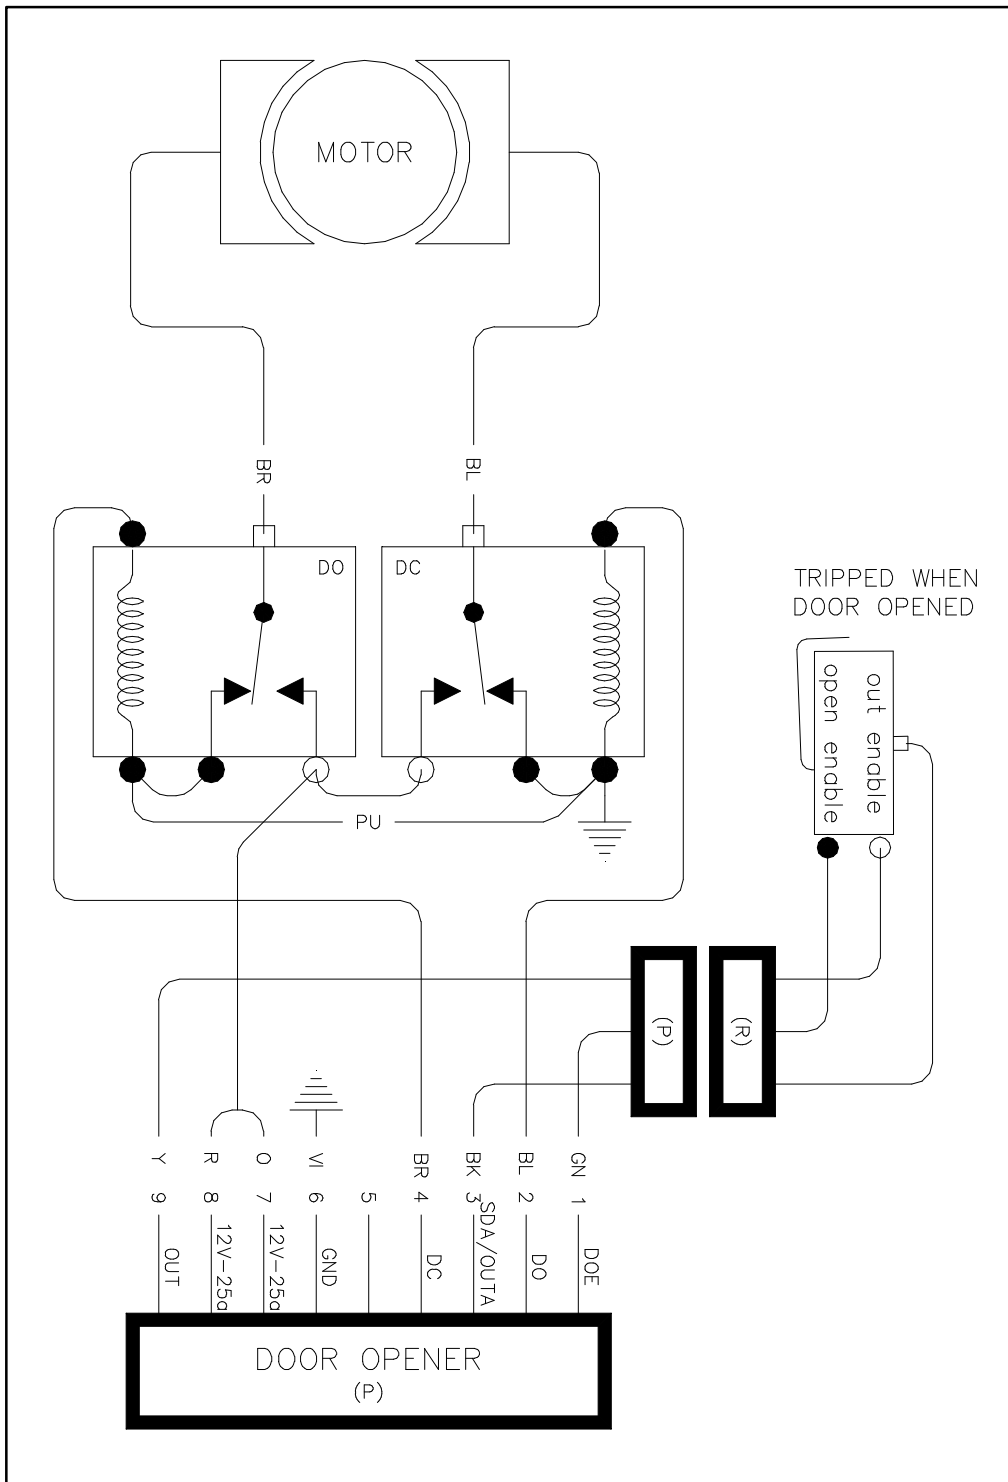 MOTOR
BR
BL
DO
DC
TRIPPED WHEN
DOOR OPENED
out enable
open enable
PU
(P)
(R)
Y 9 OUT
R 8 12V-25a
O 7 12V-25a
VI 6 GND
5
BR 4 DC
BK 3 SDA/OUTA
BL 2 DO
GN 1 DOE
DOOR OPENER
(P)